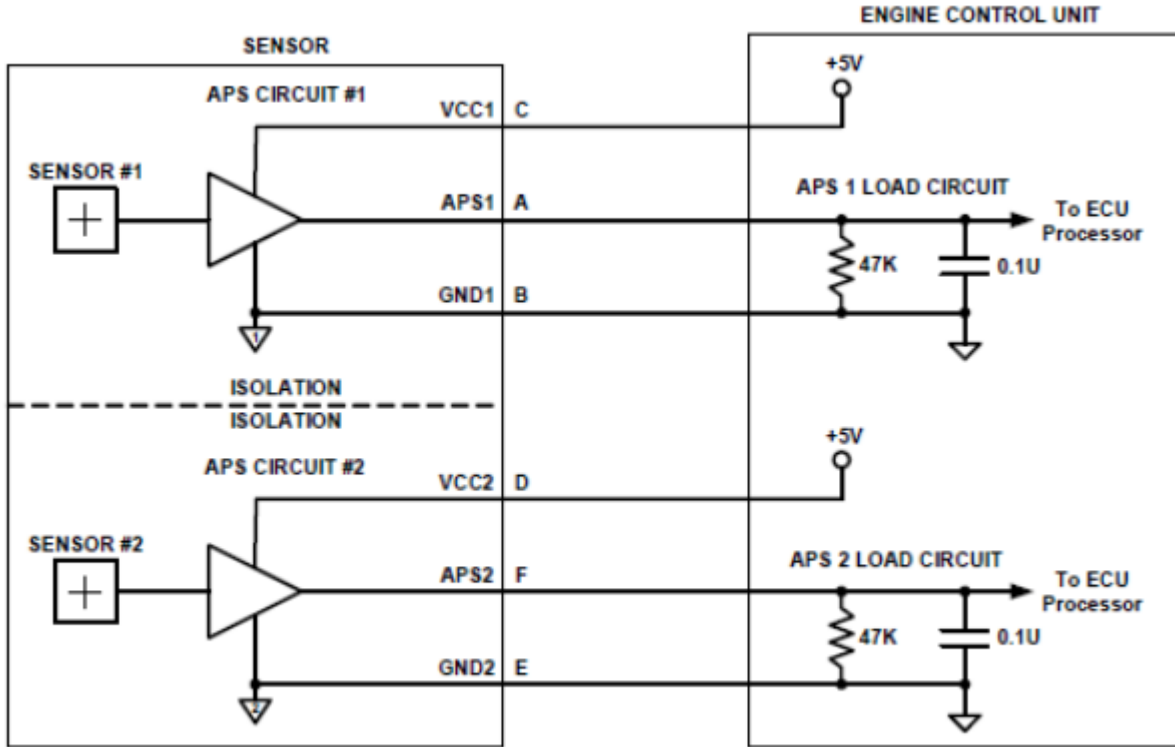 ENGINE CONTROL UNIT
SENSOR
+5V
APS CIRCUIT #1
VCC1 C
SENSOR #1
APS1 A
APS 1 LOAD CIRCUIT
To ECU
Processor
47K
0.1U
GND1 B
1
ISOLATION
ISOLATION
+5V
APS CIRCUIT #2
VCC2 D
SENSOR #2
APS2 F
APS 2 LOAD CIRCUIT
To ECU
Processor
47K
0.1U
GND2 E
2